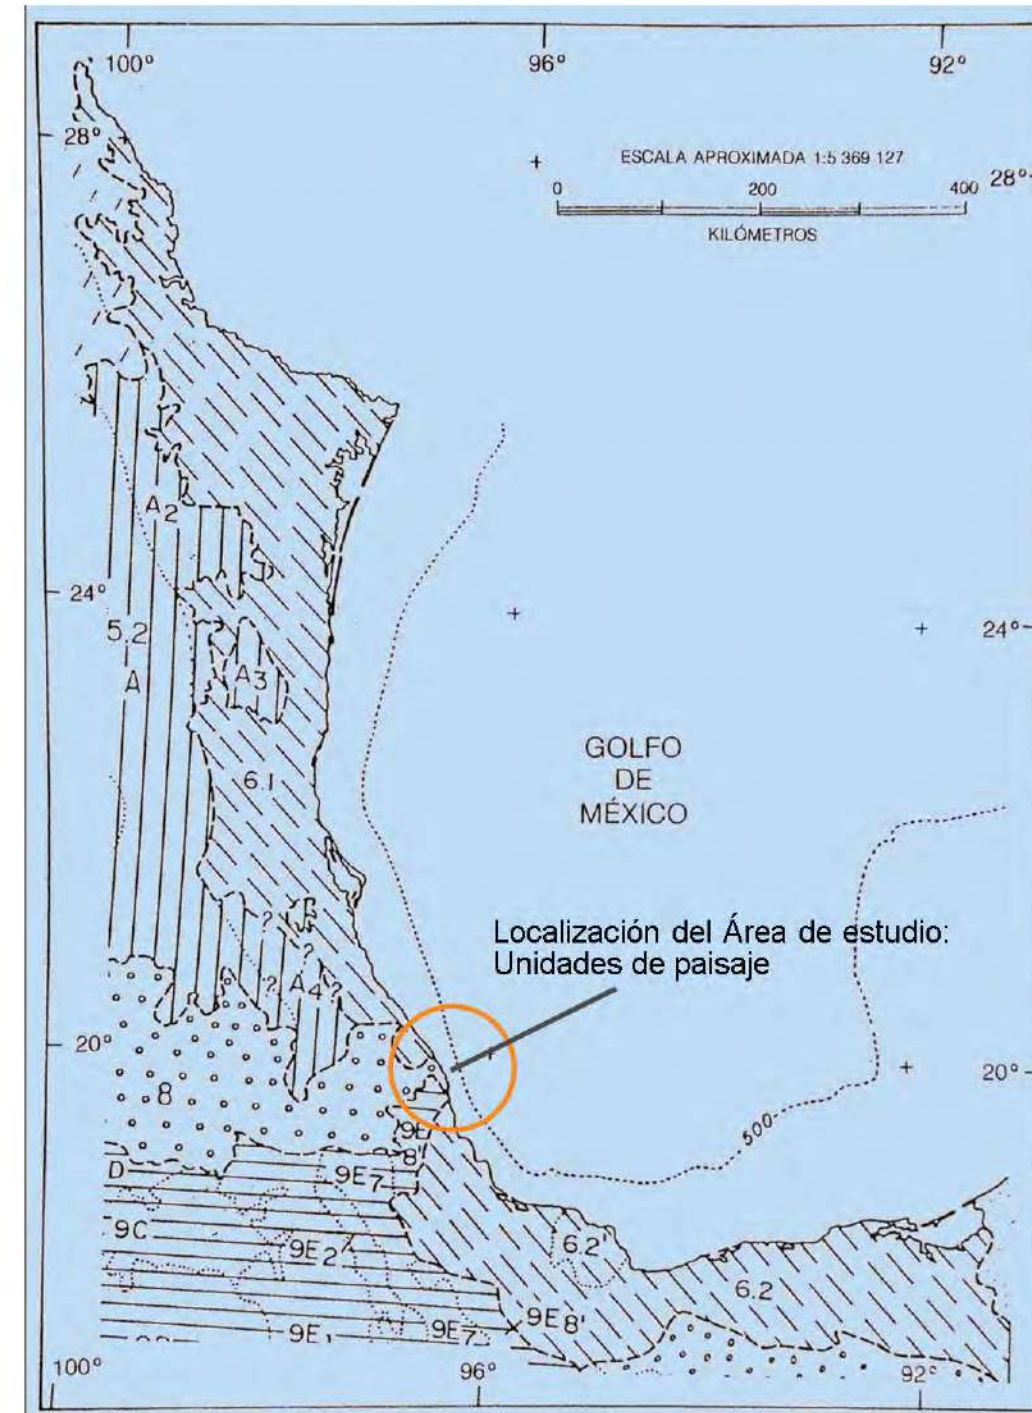 100°
96°
92°
28°
ESCALA APROXIMADA 1:5 369 127
0 200 400
28°
KILÓMETROS
A2
24°
5.2
24°
A
A3
GOLFO
DE
MÉXICO
6.1
Localización del Área de estudio:
Unidades de paisaje
?
?
? A4 ?
20°
20°
8
9E7
8'
500
D
9E7
9C
9E2
6.2'
6.2
9E8'
9E1
9E7
100°
96°
92°